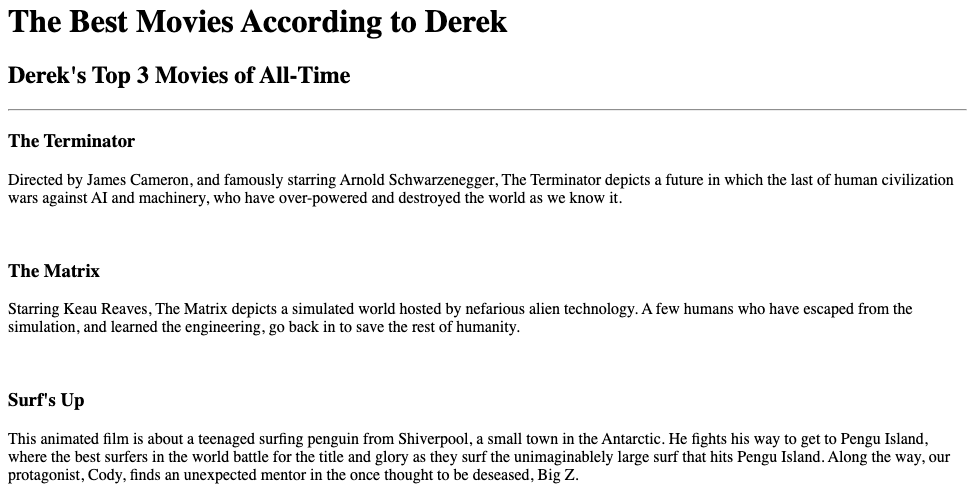 The Best Movies According to Derek
Derek's Top 3 Movies of All-Time
The Terminator
Directed by James Cameron, and famously starring Arnold Schwarzenegger, The Terminator depicts a future in which the last of human civilization
wars against AI and machinery, who have over-powered and destroyed the world as we know it.
The Matrix
Starring Keau Reaves, The Matrix depicts a simulated world hosted by nefarious alien technology. A few humans who have escaped from the
simulation, and learned the engineering, go back in to save the rest of humanity.
Surf's Up
This animated film is about a teenaged surfing penguin from Shiverpool, a small town in the Antarctic. He fights his way to get to Pengu Island,
where the best surfers in the world battle for the title and glory as they surf the unimaginablely large surf that hits Pengu Island. Along the way, our
protagonist, Cody, finds an unexpected mentor in the once thought to be deseased, Big Z.